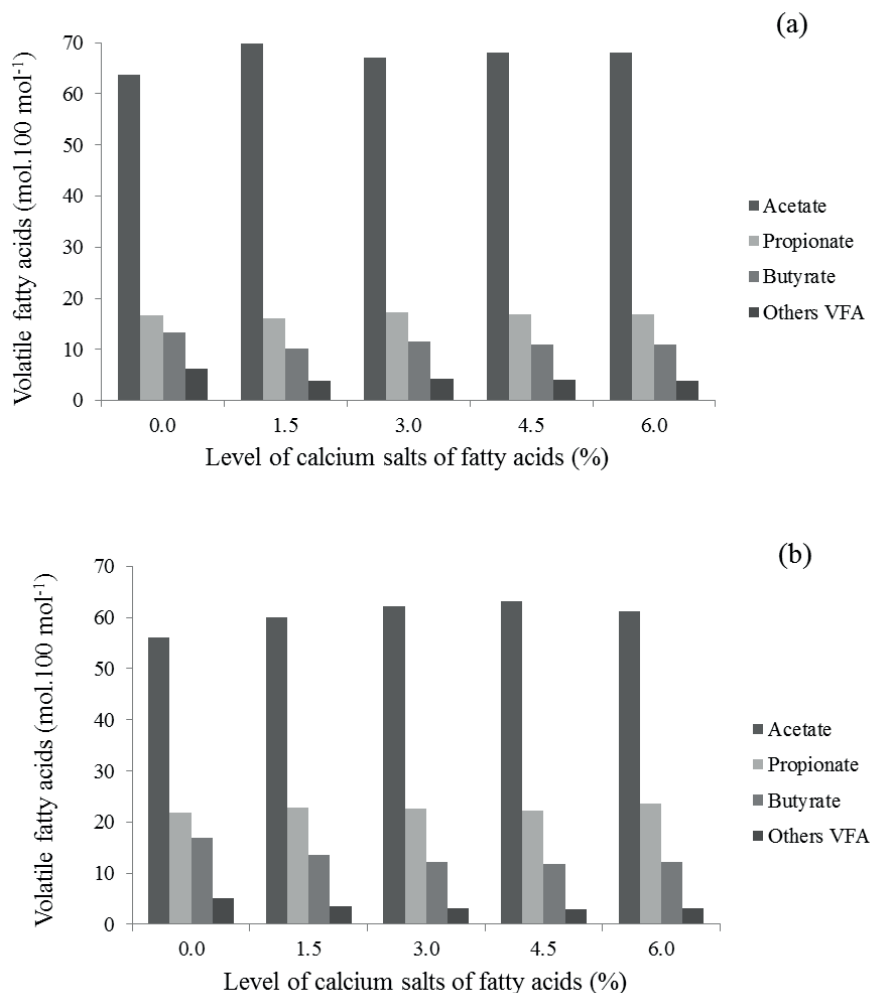 (a)
Volatile fatty acids (mol.100 mol-1)
70
60
50
40
30
20
10
0
0.0 1.5 3.0 4.5 6.0
Level of calcium salts of fatty acids (%)
Acetate
Propionate
Butyrate
Others VFA
(b)
Volatile fatty acids (mol.100 mol-1)
70
60
50
40
30
20
10
0
0.0 1.5 3.0 4.5 6.0
Level of calcium salts of fatty acids (%)
Acetate
Propionate
Butyrate
Others VFA